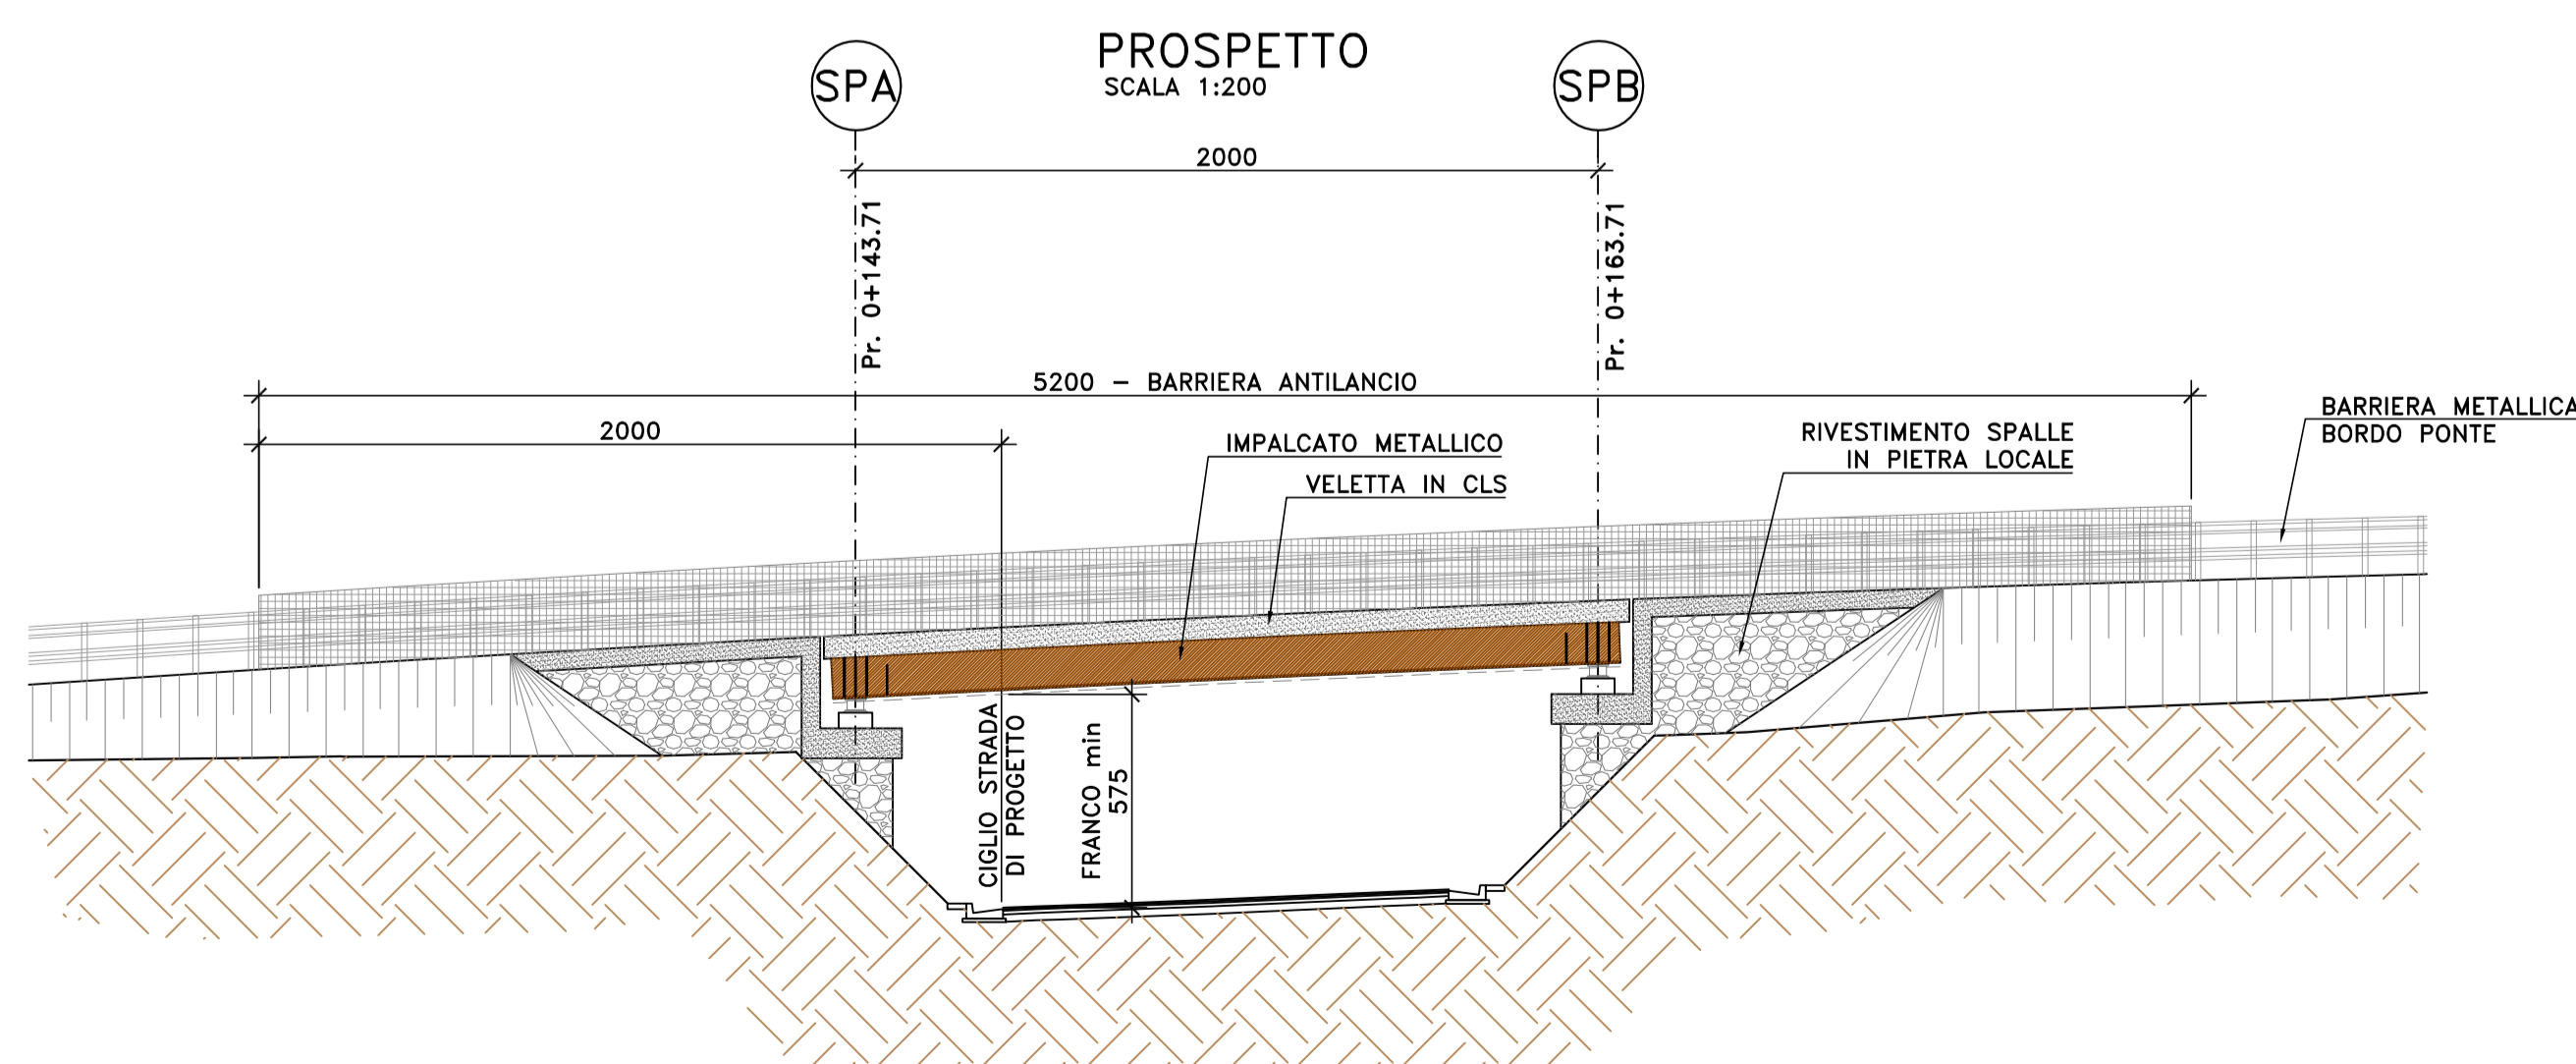 PROSPETTO
SCALA 1:200
SPA
SPB
2000
Pr. 0+143.71
Pr. 0+163.71
5200 - BARRIERA ANTILANCIO
2000
IMPALCATO METALLICO
VELETTA IN CLS
RIVESTIMENTO SPALLE
IN PIETRA LOCALE
BARRIERA METALLICA
BORDO PONTE
CIGLIO STRADA
DI PROGETTO
FRANCO min
575